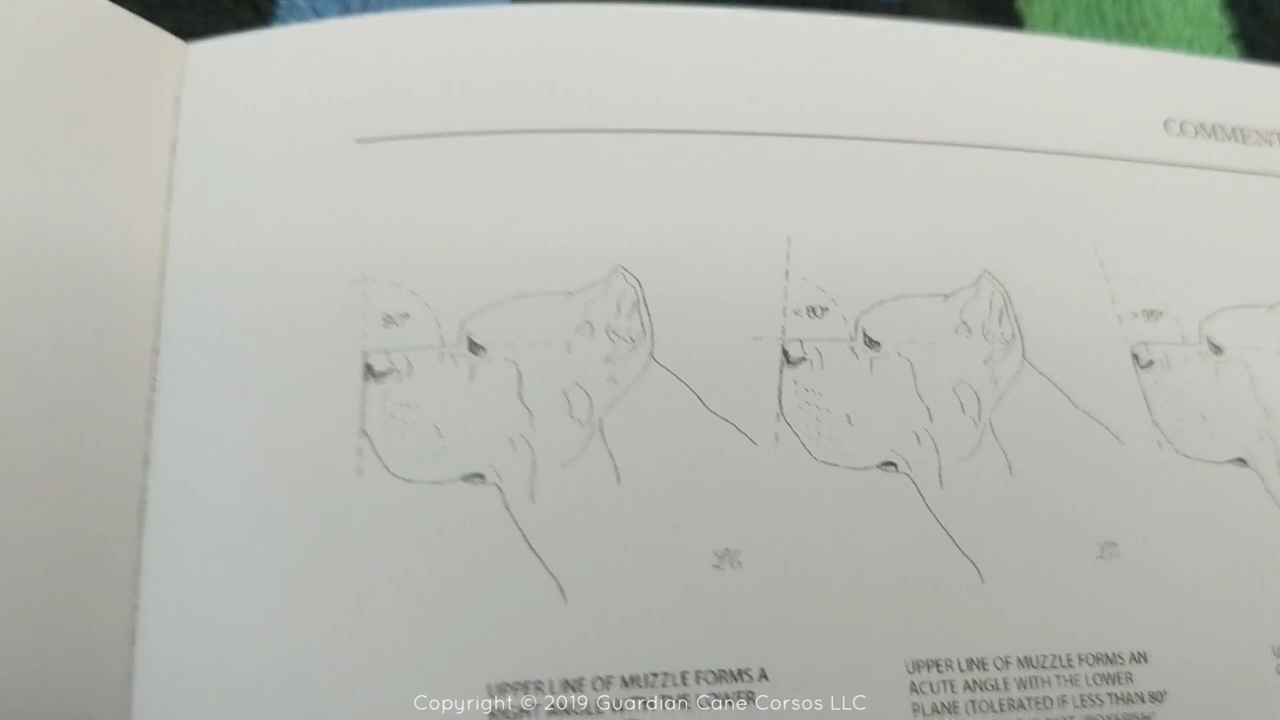 COMMENT
< 80°
> 95°
UPPER LINE OF MUZZLE FORMS A
UPPER LINE OF MUZZLE FORMS AN
ACUTE ANGLE WITH THE LOWER
PLANE (TOLERATED IF LESS THAN 80°
Copyright © 2019 Guardian Cane Corsos LLC